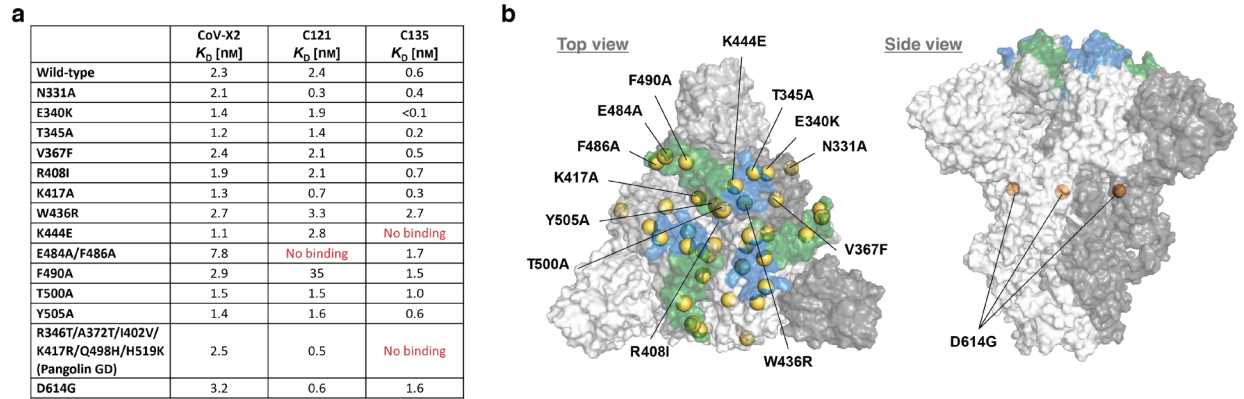 a
CoV-X2 C121 C135
KD [nM] KD [nM] KD [nM]
Wild-type 2.3 2.4 0.6
N331A 2.1 0.3 0.4
E340K 1.4 1.9 <0.1
T345A 1.2 1.4 0.2
V367F 2.4 2.1 0.5
R408I 1.9 2.1 0.7
K417A 1.3 0.7 0.3
W436R 2.7 3.3 2.7
K444E 1.1 2.8 No binding
E484A/F486A 7.8 No binding 1.7
F490A 2.9 35 1.5
T500A 1.5 1.5 1.0
Y505A 1.4 1.6 0.6
R346T/A372T/I402V/
K417R/Q498H/H519K 2.5 0.5 No binding
(Pangolin GD)
D614G 3.2 0.6 1.6
b
Top view
K444E
F490A
E484A
F486A
K417A
Y505A
T500A
R408I
T345A
E340K
N331A
V367F
W436R
Side view
D614G